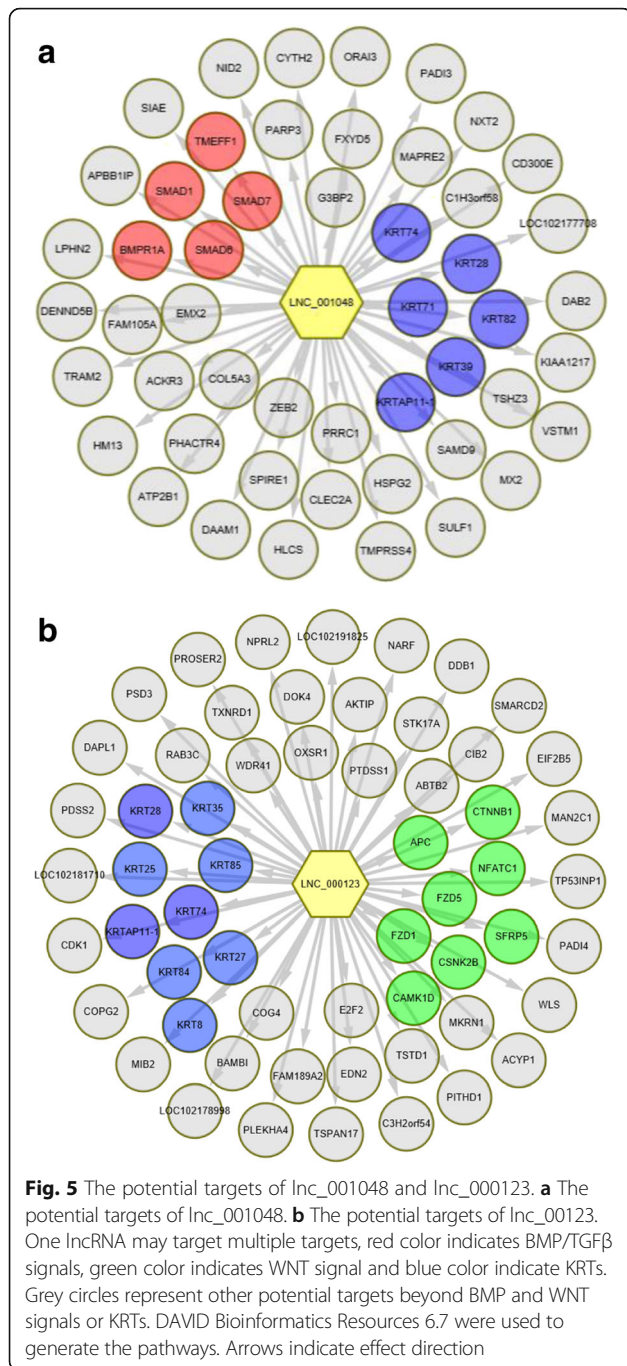 a
ORAI3
CYTH2
NID2
PADI3
SIAE
PARP3
FXYD5
NXT2
TMEFF1
MAPRE2
CD300E
APBB1IP
SMAD1
SMAD7
G3BP2
C1H3orf58
LOC102177708
KRT74
LPHN2
BMPR1A
SMAD6
KRT28
DENND5B
FAM105A
EMX2
LNC_001048
KRT71
KRT82
DAB2
TRAM2
ACKR3
COL5A3
KRT39
KIAA1217
ZEB2
KRTAP11-1
TSHZ3
VSTM1
HM13
PHACTR4
PRRC1
SAMD9
ATP2B1
SPIRE1
CLEC2A
HSPG2
MX2
DAAM1
HLCS
TMPRSS4
SULF1
b
LOC102191825
NPRL2
NARF
PROSER2
DDB1
PSD3
TXNRD1
DOK4
AKTIP
STK17A
SMARCD2
DAPL1
RAB3C
WDR41
OXSR1
PTDSS1
ABTB2
CIB2
EIF2B5
PDSS2
KRT28
KRT35
CTNNB1
MAN2C1
APC
LOC102181710
KRT25
KRT85
LNC_000123
NFATC1
TP53INP1
FZD5
KRTAP11-1
KRT74
FZD1
SFRP5
PADI4
CDK1
KRT84
KRT27
CSNK2B
COPG2
KRT8
CAMK1D
WLS
MIB2
COG4
E2F2
MKRN1
BAMBI
TSTD1
ACYP1
FAM189A2
EDN2
LOC102178998
PITHD1
PLEKHA4
TSPAN17
C3H2orf54
Fig. 5 The potential targets of lnc_001048 and lnc_000123. a The
potential targets of lnc_001048. b The potential targets of lnc_00123.
One lncRNA may target multiple targets, red color indicates BMP/TGFβ
signals, green color indicates WNT signal and blue color indicate KRTs.
Grey circles represent other potential targets beyond BMP and WNT
signals or KRTs. DAVID Bioinformatics Resources 6.7 were used to
generate the pathways. Arrows indicate effect direction